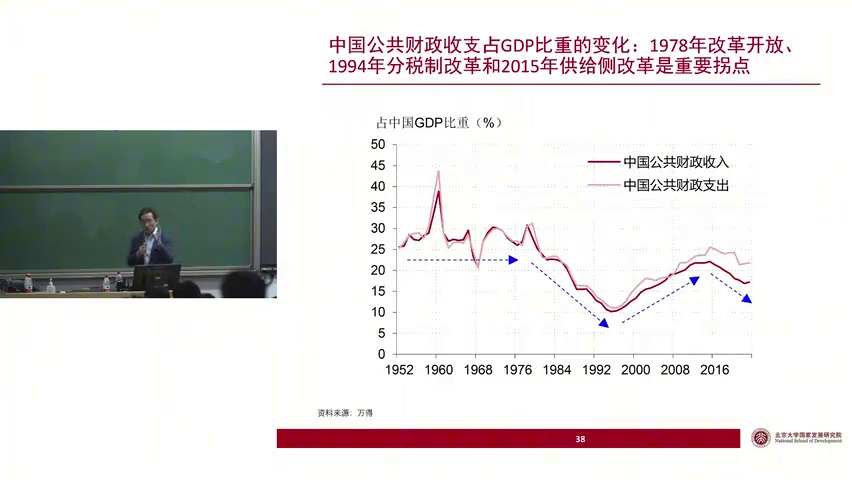 中国公共财政收支占GDP比重的变化：1978年改革开放、
1994年分税制改革和2015年供给侧改革是重要拐点
占中国GDP比重（%）
50
45
40
35
30
25
20
15
10
5
0
中国公共财政收入
中国公共财政支出
1952 1960 1968 1976 1984 1992 2000 2008 2016
资料来源：万得
38
北京大学国家发展研究院
National School of Development